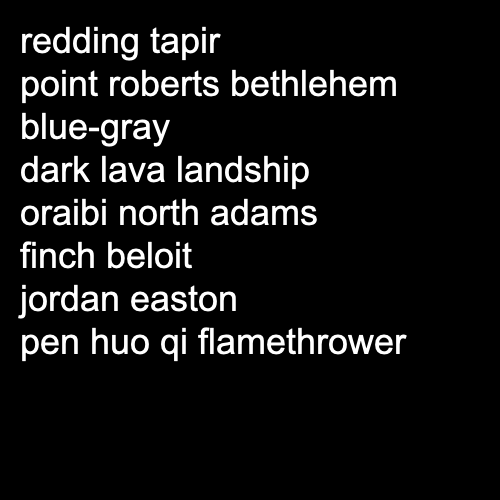 redding tapir
point roberts bethlehem
blue-gray
dark lava landship
oraibi north adams
finch beloit
jordan easton
pen huo qi flamethrower